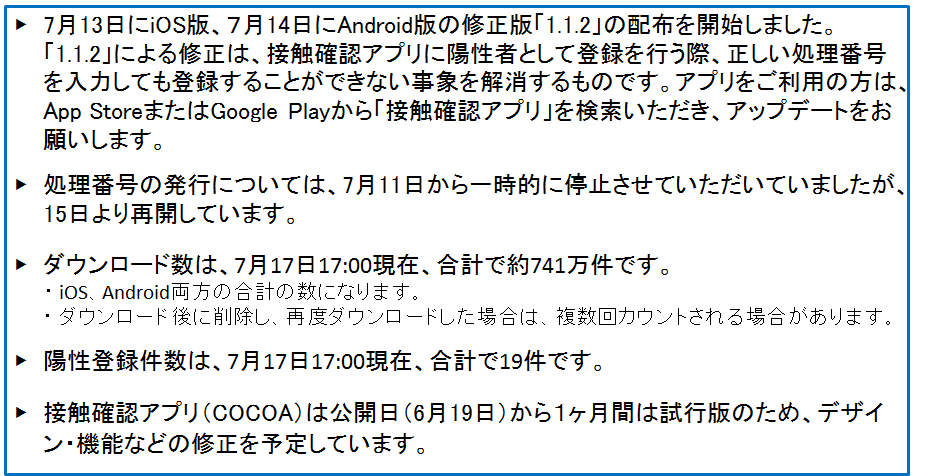 ▶ 7月13日にiOS版、7月14日にAndroid版の修正版「1.1.2」の配布を開始しました。
「1.1.2」による修正は、接触確認アプリに陽性者として登録を行う際、正しい処理番号
を入力しても登録することができない事象を解消するものです。アプリをご利用の方は、
App StoreまたはGoogle Playから「接触確認アプリ」を検索いただき、アップデートをお
願いします。
▶ 処理番号の発行については、7月11日から一時的に停止させていただいていましたが、
15日より再開しています。
▶ ダウンロード数は、7月17日17:00現在、合計で約741万件です。
・iOS、Android両方の合計の数になります。
・ダウンロード後に削除し、再度ダウンロードした場合は、複数回カウントされる場合があります。
▶ 陽性登録件数は、7月17日17:00現在、合計で19件です。
▶ 接触確認アプリ（COCOA）は公開日（6月19日）から1ヶ月間は試行版のため、デザイ
ン・機能などの修正を予定しています。